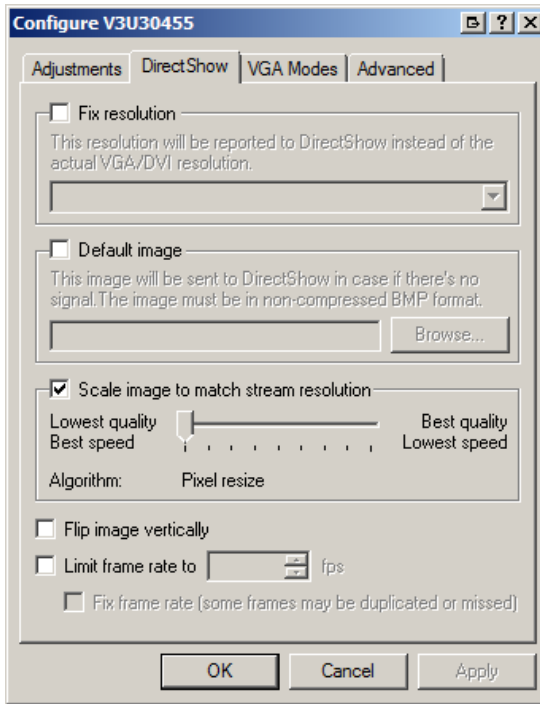 Configure V3U30455
Adjustments DirectShow VGA Modes Advanced
Fix resolution
This resolution will be reported to DirectShow instead of the
actual VGA/DVI resolution.
Default image
This image will be sent to DirectShow in case if there's no
signal.The image must be in non-compressed BMP format.
Browse...
Scale image to match stream resolution
Lowest quality Best quality
Best speed Lowest speed
Algorithm: Pixel resize
Flip image vertically
Limit frame rate to fps
Fix frame rate (some frames may be duplicated or missed)
OK Cancel Apply